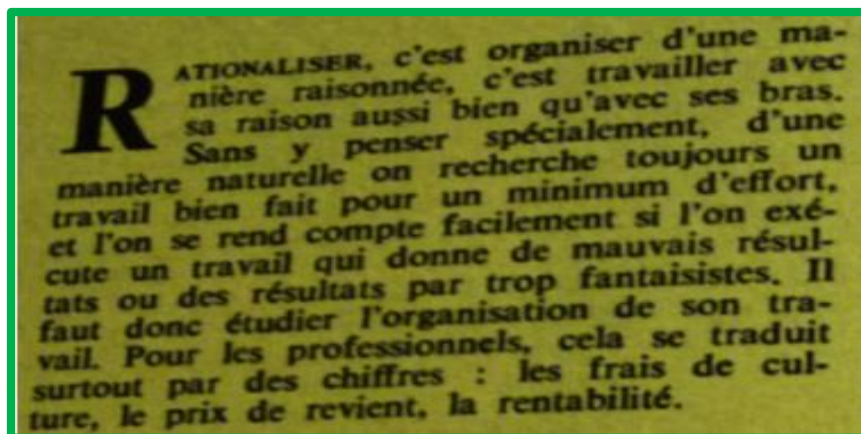 RATIONALISER, c'est organiser d'une ma-
nière raisonnée, c'est travailler avec
sa raison aussi bien qu'avec ses bras.
Sans y penser spécialement, d'une
manière naturelle on recherche toujours un
travail bien fait pour un minimum d'effort,
et l'on se rend compte facilement si l'on exé-
cute un travail qui donne de mauvais résul-
tats ou des résultats par trop fantaisistes. Il
faut donc étudier l'organisation de son tra-
vail. Pour les professionnels, cela se traduit
surtout par des chiffres : les frais de cul-
ture, le prix de revient, la rentabilité.